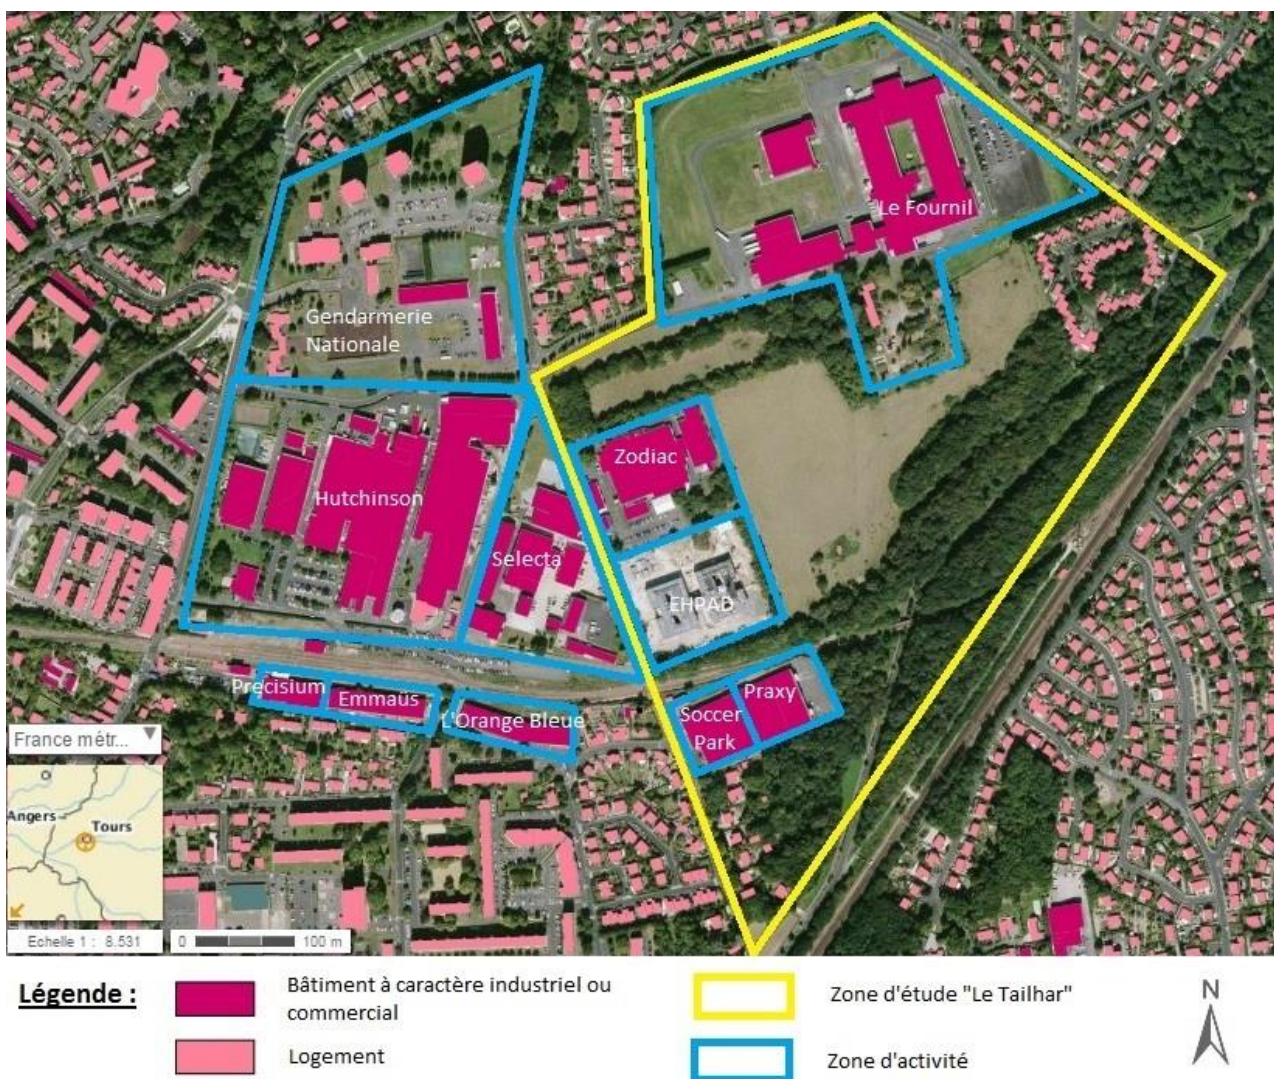 Le Fournil
Gendarmerie
Nationale
Zodiac
Hutchinson
Selecta
EHPAD
Precisium
Emmaüs
L'Orange Bleue
Soccer
Park
Praxy
France métr...
Angers
Tours
Echelle 1 : 8.531
0 100 m
Légende :
Bâtiment à caractère industriel ou
commercial
Logement
Zone d'étude "Le Tailhar"
Zone d'activité
N